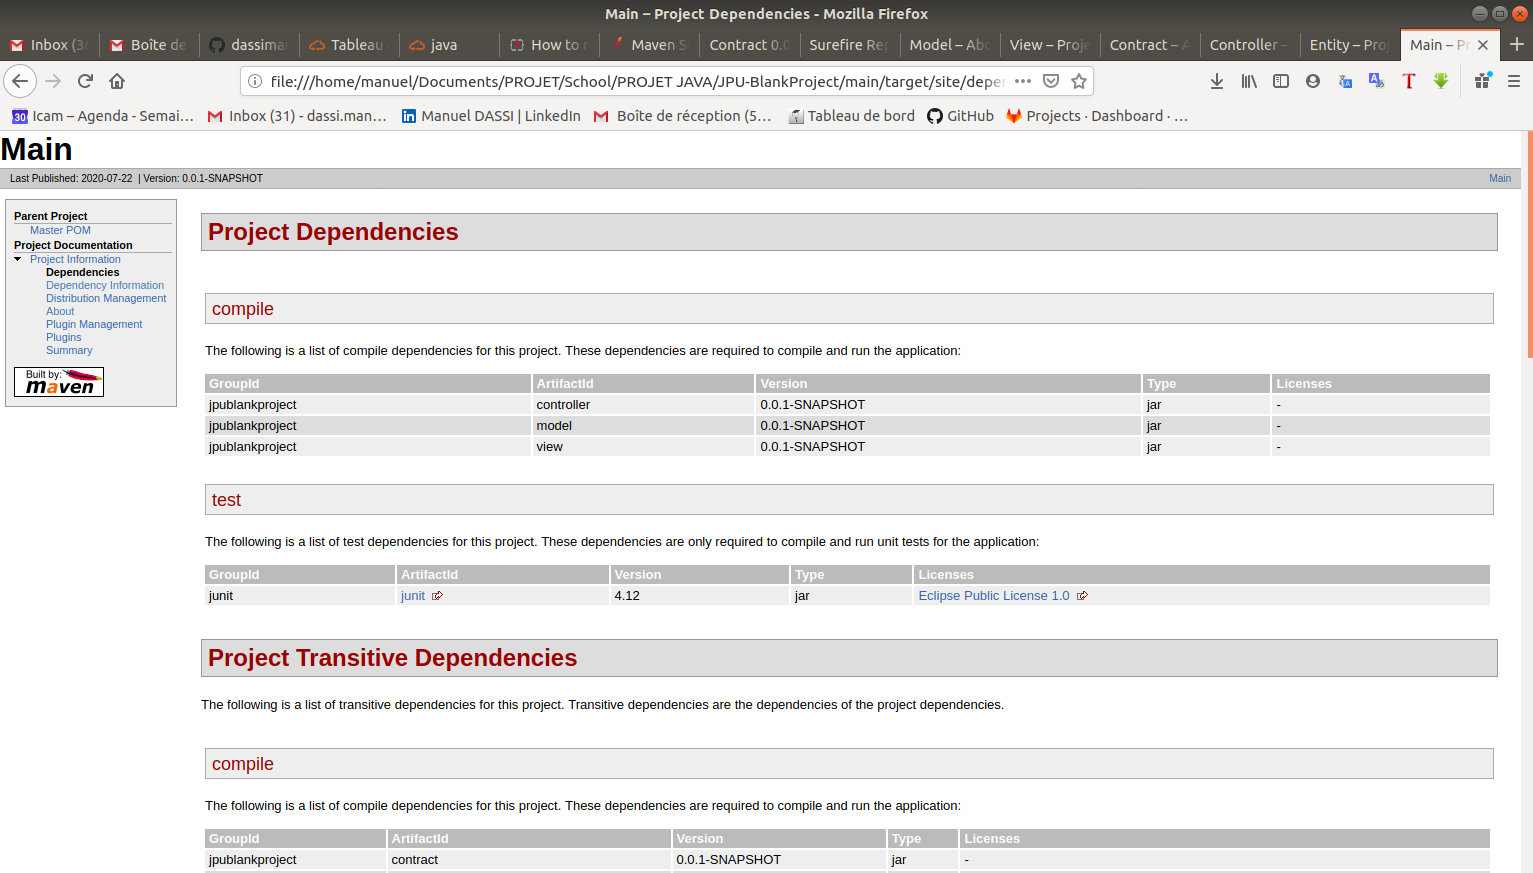 Main – Project Dependencies - Mozilla Firefox
Inbox (3
Boîte de
dassima
Tableau
java
How to
Maven S
Contract 0.
Surefire Rep
Model – Ab
View – Proj
Contract –
Controller
Entity – Pro
Main – Pr
file:///home/manuel/Documents/PROJET/School/PROJET JAVA/JPU-BlankProject/main/target/site/deper
30 Icam – Agenda - Semai… Inbox (31) - dassi.man… Manuel DASSI | LinkedIn Boîte de réception (5… Tableau de bord GitHub Projects · Dashboard · …
Main
Last Published: 2020-07-22 | Version: 0.0.1-SNAPSHOT Main
Parent Project
Master POM
Project Documentation
Project Information
Dependencies
Dependency Information
Distribution Management
About
Plugin Management
Plugins
Summary
Built by:
maven
Project Dependencies
compile
The following is a list of compile dependencies for this project. These dependencies are required to compile and run the application:
GroupId ArtifactId Version Type Licenses
jpublankproject controller 0.0.1-SNAPSHOT jar -
jpublankproject model 0.0.1-SNAPSHOT jar -
jpublankproject view 0.0.1-SNAPSHOT jar -
test
The following is a list of test dependencies for this project. These dependencies are only required to compile and run unit tests for the application:
GroupId ArtifactId Version Type Licenses
junit junit 4.12 jar Eclipse Public License 1.0
Project Transitive Dependencies
The following is a list of transitive dependencies for this project. Transitive dependencies are the dependencies of the project dependencies.
compile
The following is a list of compile dependencies for this project. These dependencies are required to compile and run the application:
GroupId ArtifactId Version Type Licenses
jpublankproject contract 0.0.1-SNAPSHOT jar -